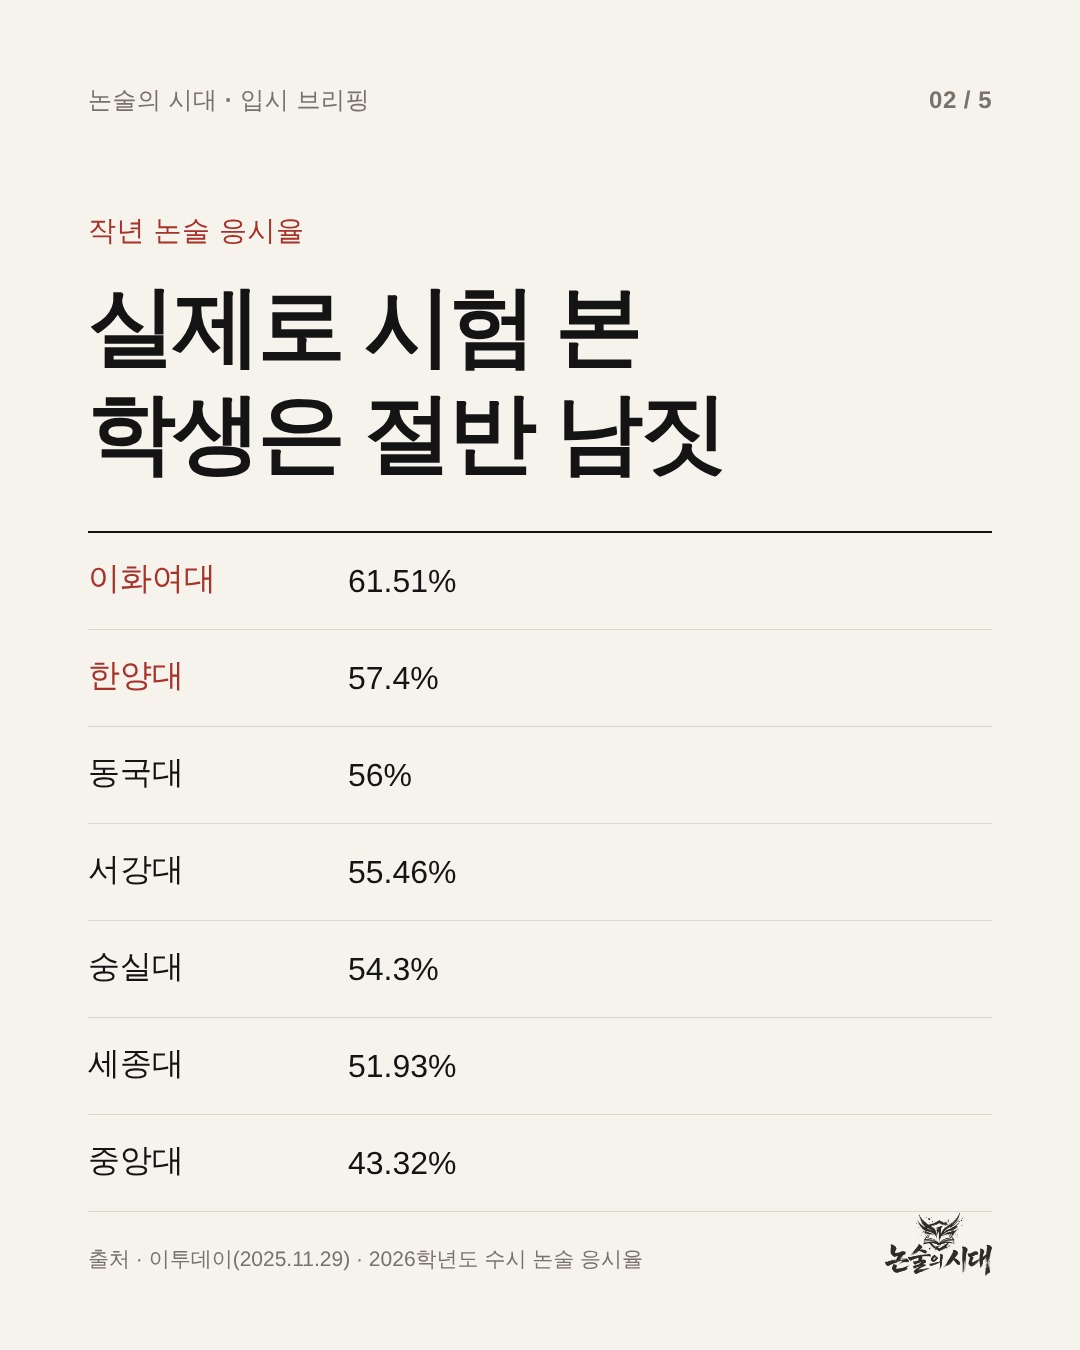 논술의 시대 · 입시 브리핑
02 / 5
작년 논술 응시율
실제로 시험 본
학생은 절반 남짓
이화여대 61.51%
한양대 57.4%
동국대 56%
서강대 55.46%
숭실대 54.3%
세종대 51.93%
중앙대 43.32%
출처 · 이투데이(2025.11.29) · 2026학년도 수시 논술 응시율
논술의시대